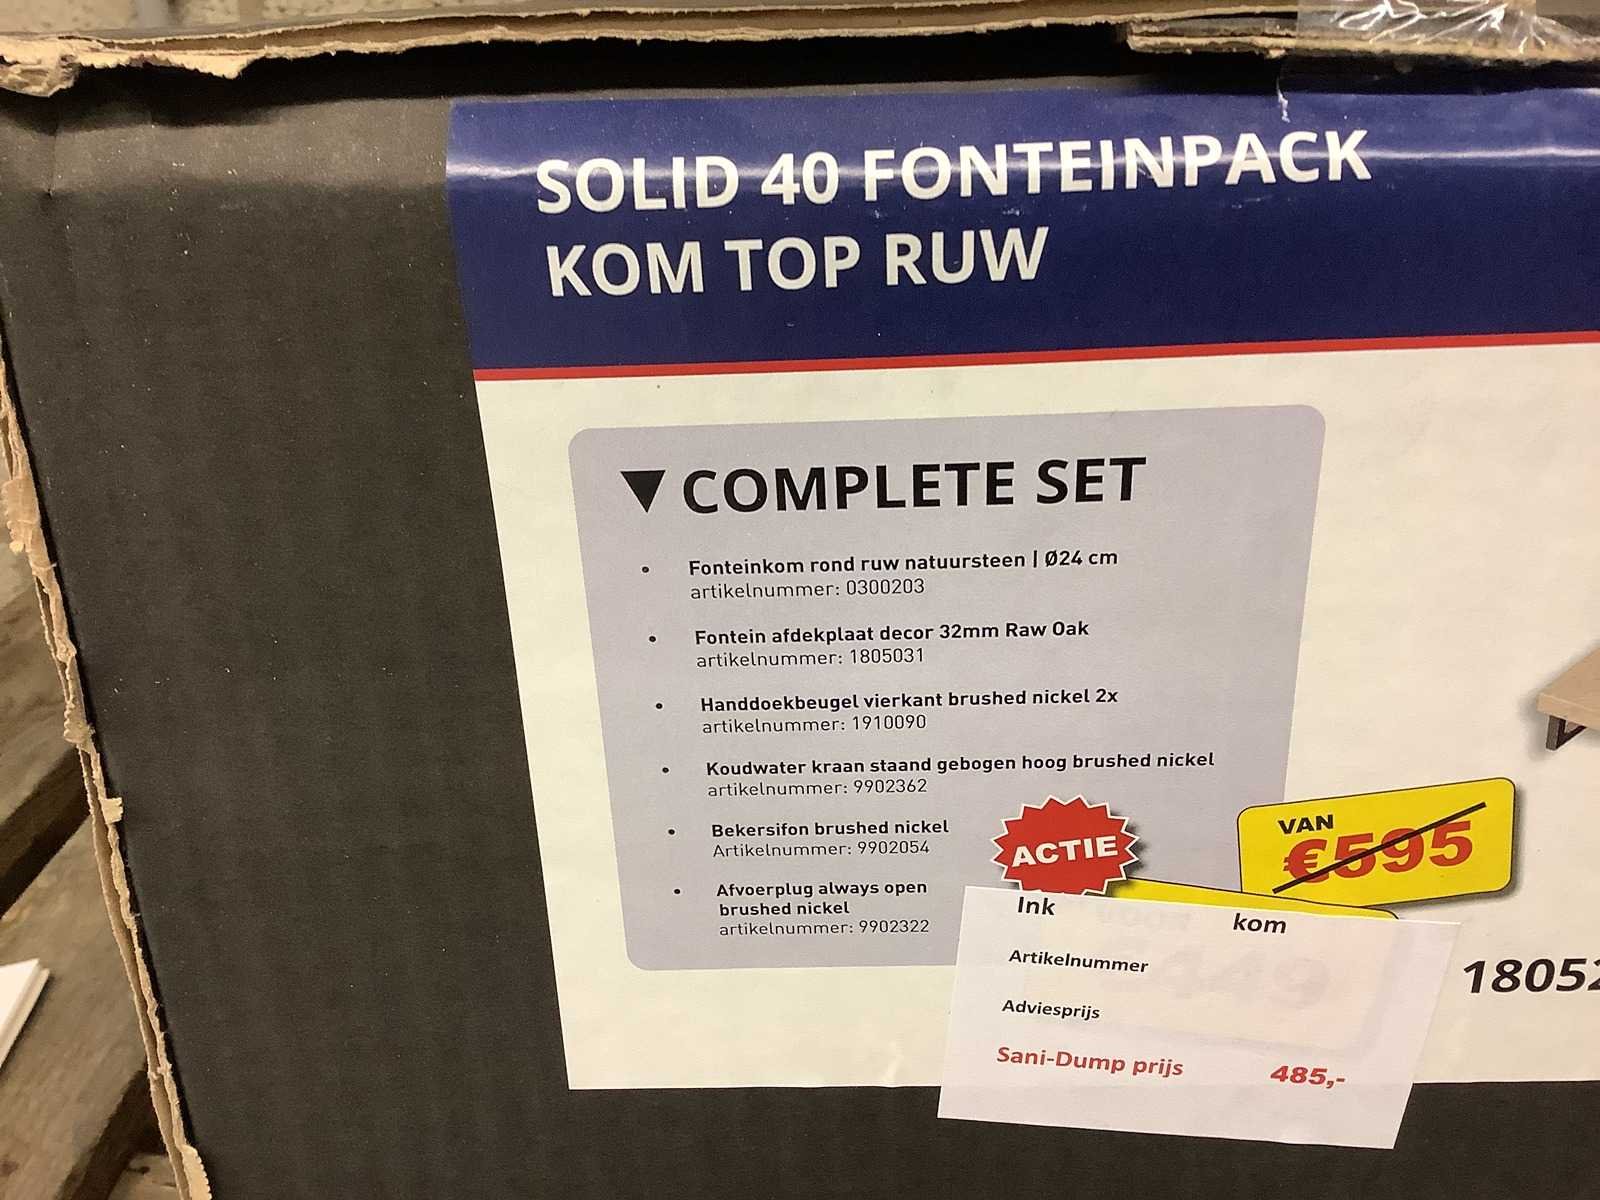 SOLID 40 FONTEINPACK
KOM TOP RUW
▼ COMPLETE SET
• Fonteinkom rond ruw natuursteen | Ø24 cm
artikelnummer: 0300203
• Fontein afdekplaat decor 32mm Raw Oak
artikelnummer: 1805031
• Handdoekbeugel vierkant brushed nickel 2x
artikelnummer: 1910090
• Koudwater kraan staand gebogen hoog brushed nickel
artikelnummer: 9902362
• Bekersifon brushed nickel
Artikelnummer: 9902054
• Afvoerplug always open
brushed nickel
artikelnummer: 9902322
ACTIE
VAN
€595
Ink kom
Artikelnummer
Adviesprijs
Sani-Dump prijs 485,-